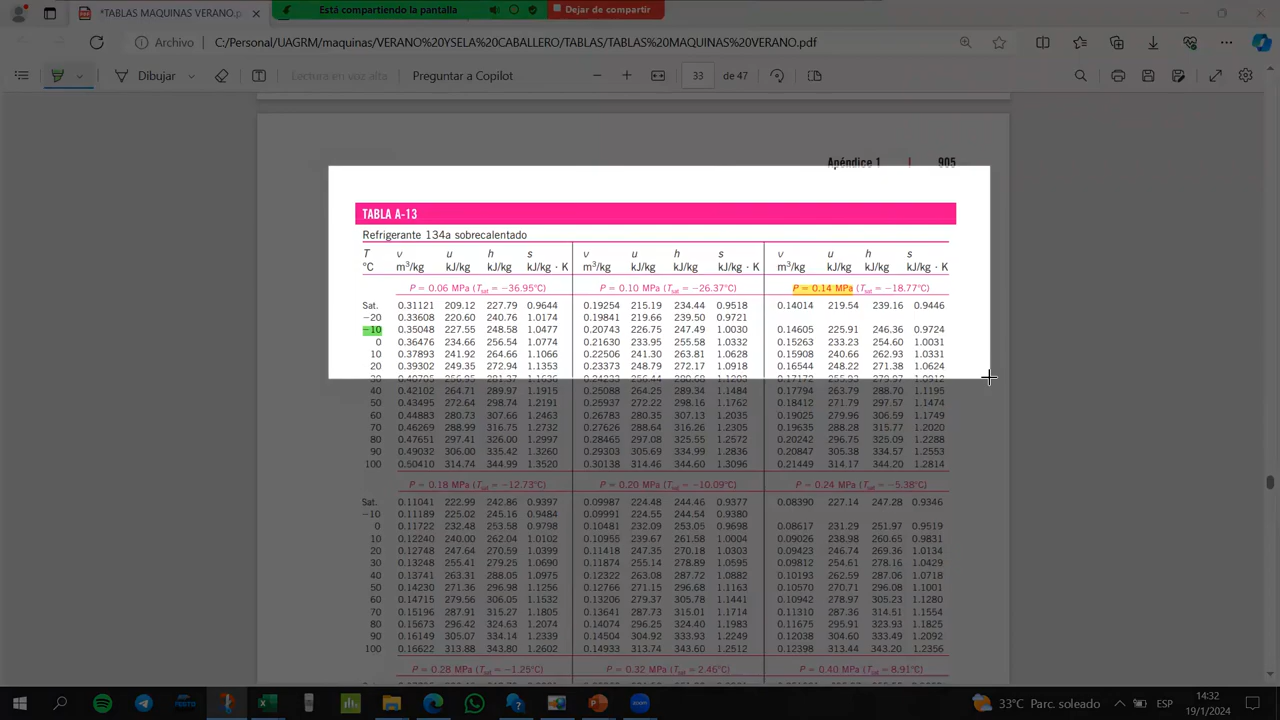 *TABLAS MAQUINAS VERANO.p
Está compartiendo la pantalla
Dejar de compartir
Archivo C:/Personal/UAGRM/maquinas/VERANO%20YSELA%20CABALLERO/TABLAS/TABLAS%20MAQUINAS%20VERANO.pdf
Dibujar Lectura en voz alta Preguntar a Copilot 33 de 47
Apéndice 1 | 905
TABLA A-13
Refrigerante 134a sobrecalentado
T v u h s v u h s v u h s
°C m³/kg kJ/kg kJ/kg kJ/kg · K m³/kg kJ/kg kJ/kg kJ/kg · K m³/kg kJ/kg kJ/kg kJ/kg · K
P = 0.06 MPa (Tsat = −36.95°C) P = 0.10 MPa (Tsat = −26.37°C) P = 0.14 MPa (Tsat = −18.77°C)
Sat. 0.31121 209.12 227.79 0.9644 0.19254 215.19 234.44 0.9518 0.14014 219.54 239.16 0.9446
−20 0.33608 220.60 240.76 1.0174 0.19841 219.66 239.50 0.9721
−10 0.35048 227.55 248.58 1.0477 0.20743 226.75 247.49 1.0030 0.14605 225.91 246.36 0.9724
0 0.36476 234.66 256.54 1.0774 0.21630 233.95 255.58 1.0332 0.15263 233.23 254.60 1.0031
10 0.37893 241.92 264.66 1.1066 0.22506 241.30 263.81 1.0628 0.15908 240.66 262.93 1.0331
20 0.39302 249.35 272.94 1.1353 0.23373 248.79 272.17 1.0918 0.16544 248.22 271.38 1.0624
30 0.40705 256.95 281.37 1.1636 0.24233 256.44 280.68 1.1203 0.17172 255.93 279.97 1.0912
40 0.42102 264.71 289.97 1.1915 0.25088 264.25 289.34 1.1484 0.17794 263.79 288.70 1.1195
50 0.43495 272.64 298.74 1.2191 0.25937 272.22 298.16 1.1762 0.18412 271.79 297.57 1.1474
60 0.44883 280.73 307.66 1.2463 0.26783 280.35 307.13 1.2035 0.19025 279.96 306.59 1.1749
70 0.46269 288.99 316.75 1.2732 0.27626 288.64 316.26 1.2305 0.19635 288.28 315.77 1.2020
80 0.47651 297.41 326.00 1.2997 0.28465 297.08 325.55 1.2572 0.20242 296.75 325.09 1.2288
90 0.49032 306.00 335.42 1.3260 0.29303 305.69 334.99 1.2836 0.20847 305.38 334.57 1.2553
100 0.50410 314.74 344.99 1.3520 0.30138 314.46 344.60 1.3096 0.21449 314.17 344.20 1.2814
P = 0.18 MPa (Tsat = −12.73°C) P = 0.20 MPa (Tsat = −10.09°C) P = 0.24 MPa (Tsat = −5.38°C)
Sat. 0.11041 222.99 242.86 0.9397 0.09987 224.48 244.46 0.9377 0.08390 227.14 247.28 0.9346
−10 0.11189 225.02 245.16 0.9484 0.09991 224.55 244.54 0.9380
0 0.11722 232.48 253.58 0.9798 0.10481 232.09 253.05 0.9698 0.08617 231.29 251.97 0.9519
10 0.12240 240.00 262.04 1.0102 0.10955 239.67 261.58 1.0004 0.09026 238.98 260.65 0.9831
20 0.12748 247.64 270.59 1.0399 0.11418 247.35 270.18 1.0303 0.09423 246.74 269.36 1.0134
30 0.13248 255.41 279.25 1.0690 0.11874 255.14 278.89 1.0595 0.09812 254.61 278.16 1.0429
40 0.13741 263.31 288.05 1.0975 0.12322 263.08 287.72 1.0882 0.10193 262.59 287.06 1.0718
50 0.14230 271.36 296.98 1.1256 0.12766 271.15 296.68 1.1163 0.10570 270.71 296.08 1.1001
60 0.14715 279.56 306.05 1.1532 0.13206 279.37 305.78 1.1441 0.10942 278.97 305.23 1.1280
70 0.15196 287.91 315.27 1.1805 0.13641 287.73 315.01 1.1714 0.11310 287.36 314.51 1.1554
80 0.15673 296.42 324.63 1.2074 0.14074 296.25 324.40 1.1983 0.11675 295.91 323.93 1.1825
90 0.16149 305.07 334.14 1.2339 0.14504 304.92 333.93 1.2249 0.12038 304.60 333.49 1.2092
100 0.16622 313.88 343.80 1.2602 0.14933 313.74 343.60 1.2512 0.12398 313.44 343.20 1.2356
P = 0.28 MPa (Tsat = −1.25°C) P = 0.32 MPa (Tsat = 2.46°C) P = 0.40 MPa (Tsat = 8.91°C)
FESTO
zoom
33°C Parc. soleado ESP
14:32
19/1/2024